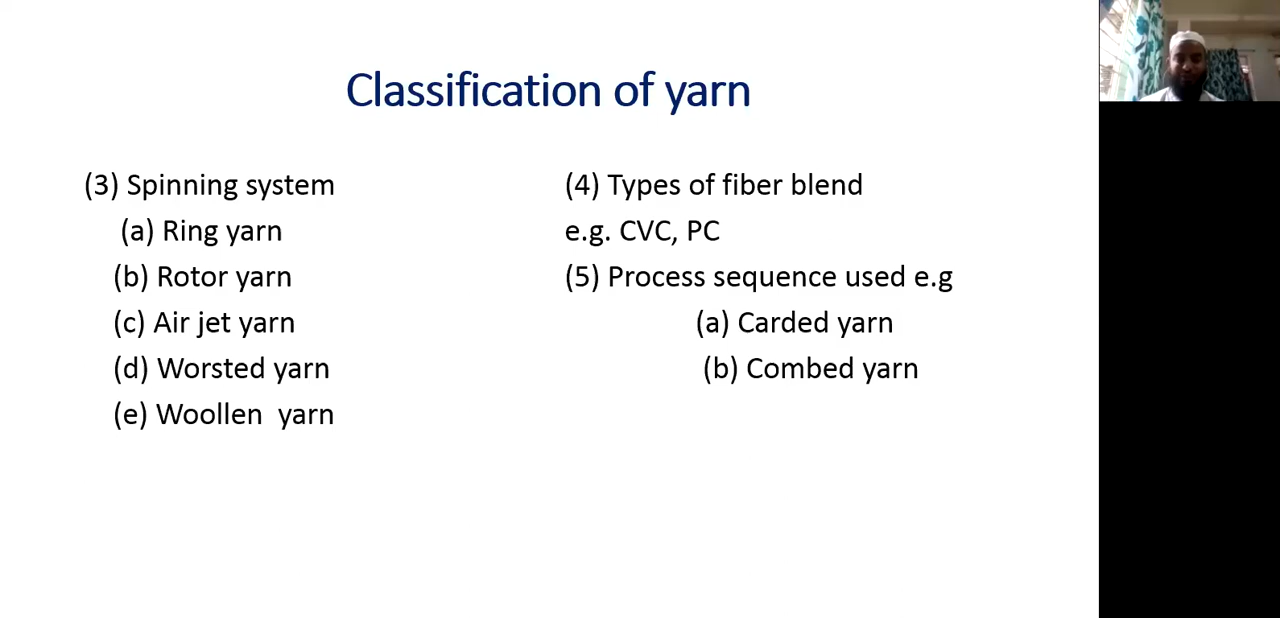 Classification of yarn
(3) Spinning system
(a) Ring yarn
(b) Rotor yarn
(c) Air jet yarn
(d) Worsted yarn
(e) Woollen  yarn
(4) Types of fiber blend
e.g. CVC, PC
(5) Process sequence used e.g
(a) Carded yarn
(b) Combed yarn